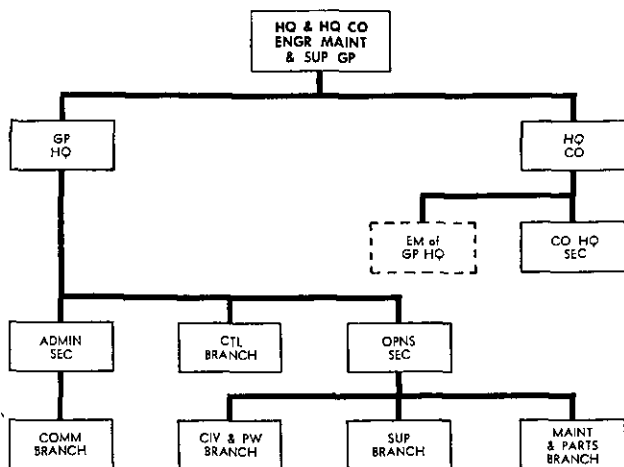 HQ & HQ CO
ENGR MAINT
& SUP GP
GP
HQ
HQ
CO
EM of
GP HQ
CO HQ
SEC
ADMIN
SEC
CTL
BRANCH
OPNS
SEC
COMM
BRANCH
CIV & PW
BRANCH
SUP
BRANCH
MAINT
& PARTS
BRANCH